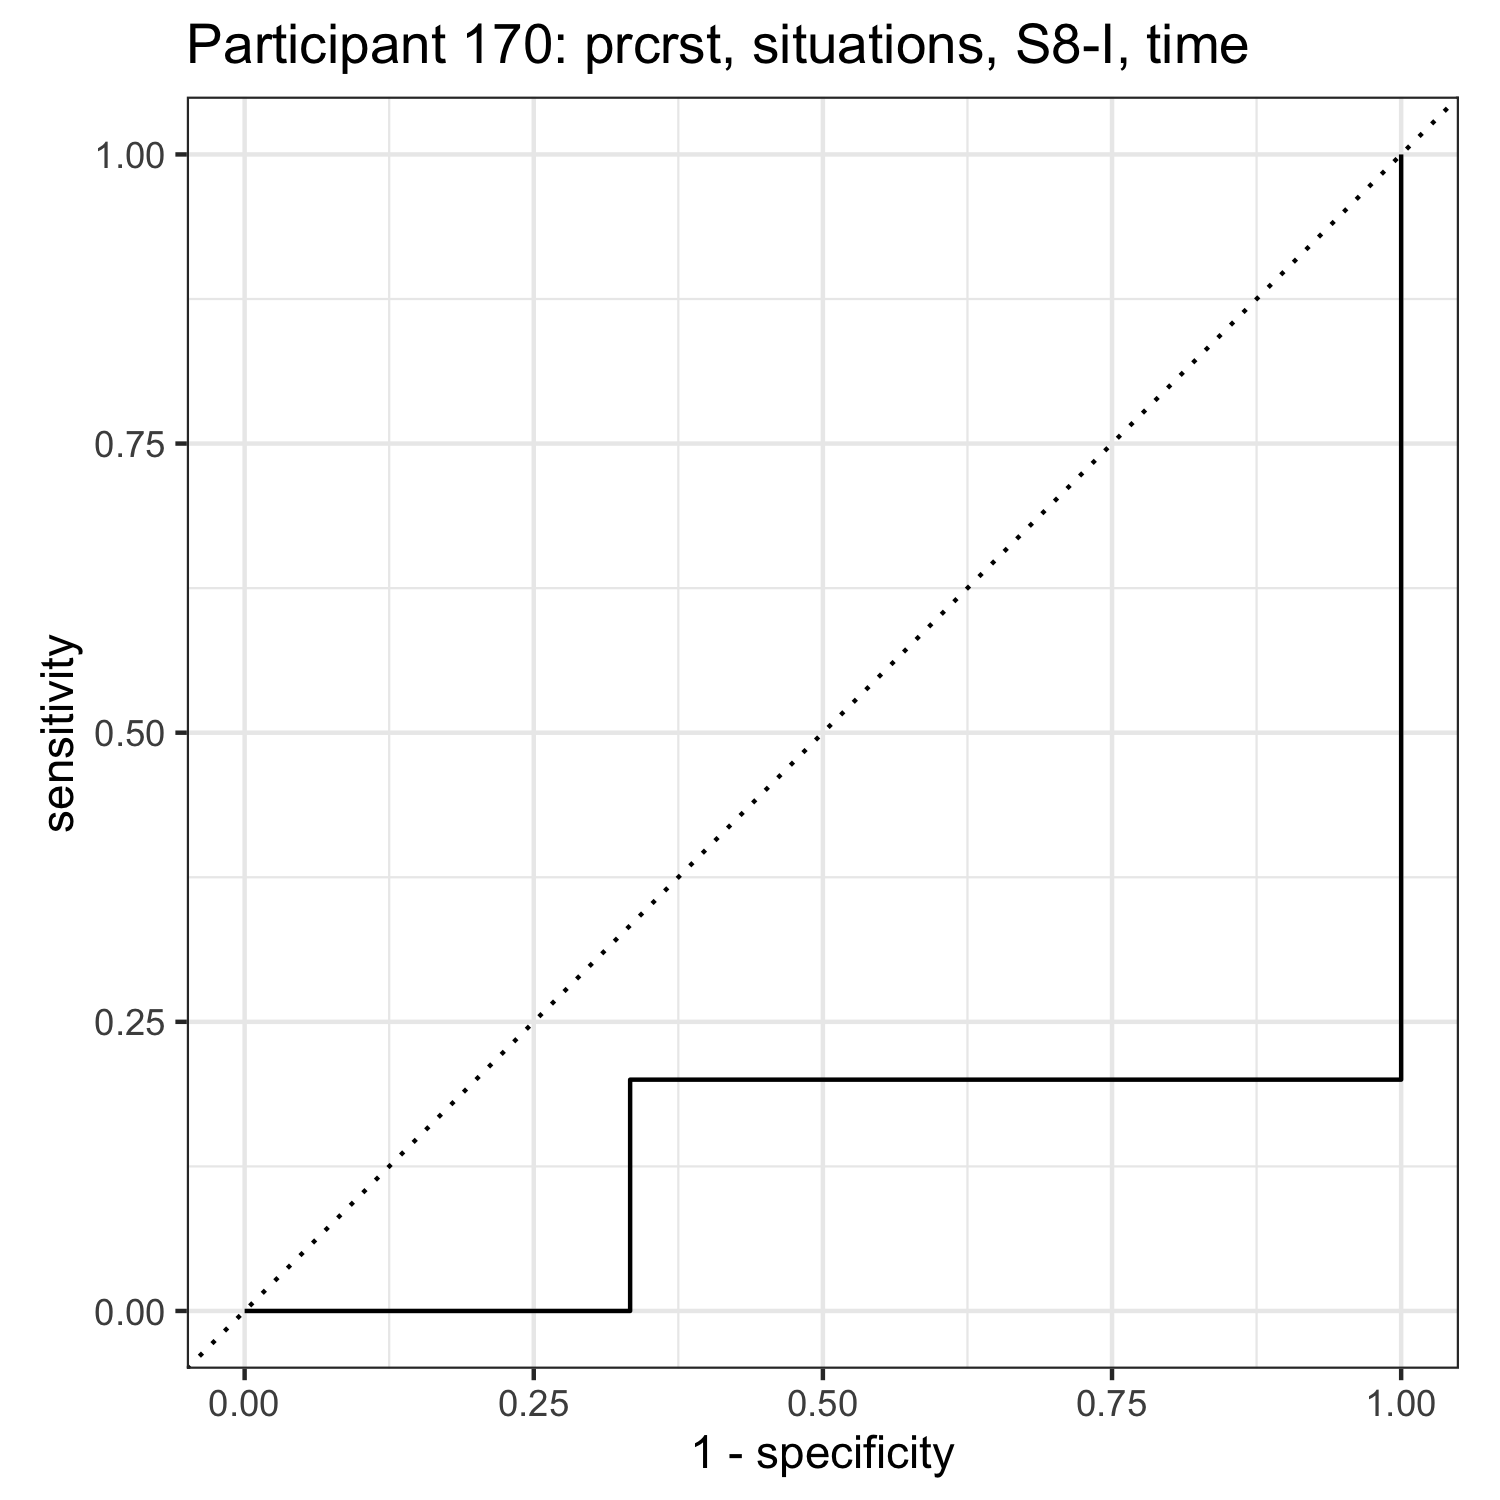 Participant 170: prcrst, situations, S8-I, time
1.00
0.75
0.50
0.25
0.00
sensitivity
0.00 0.25 0.50 0.75 1.00
1 - specificity